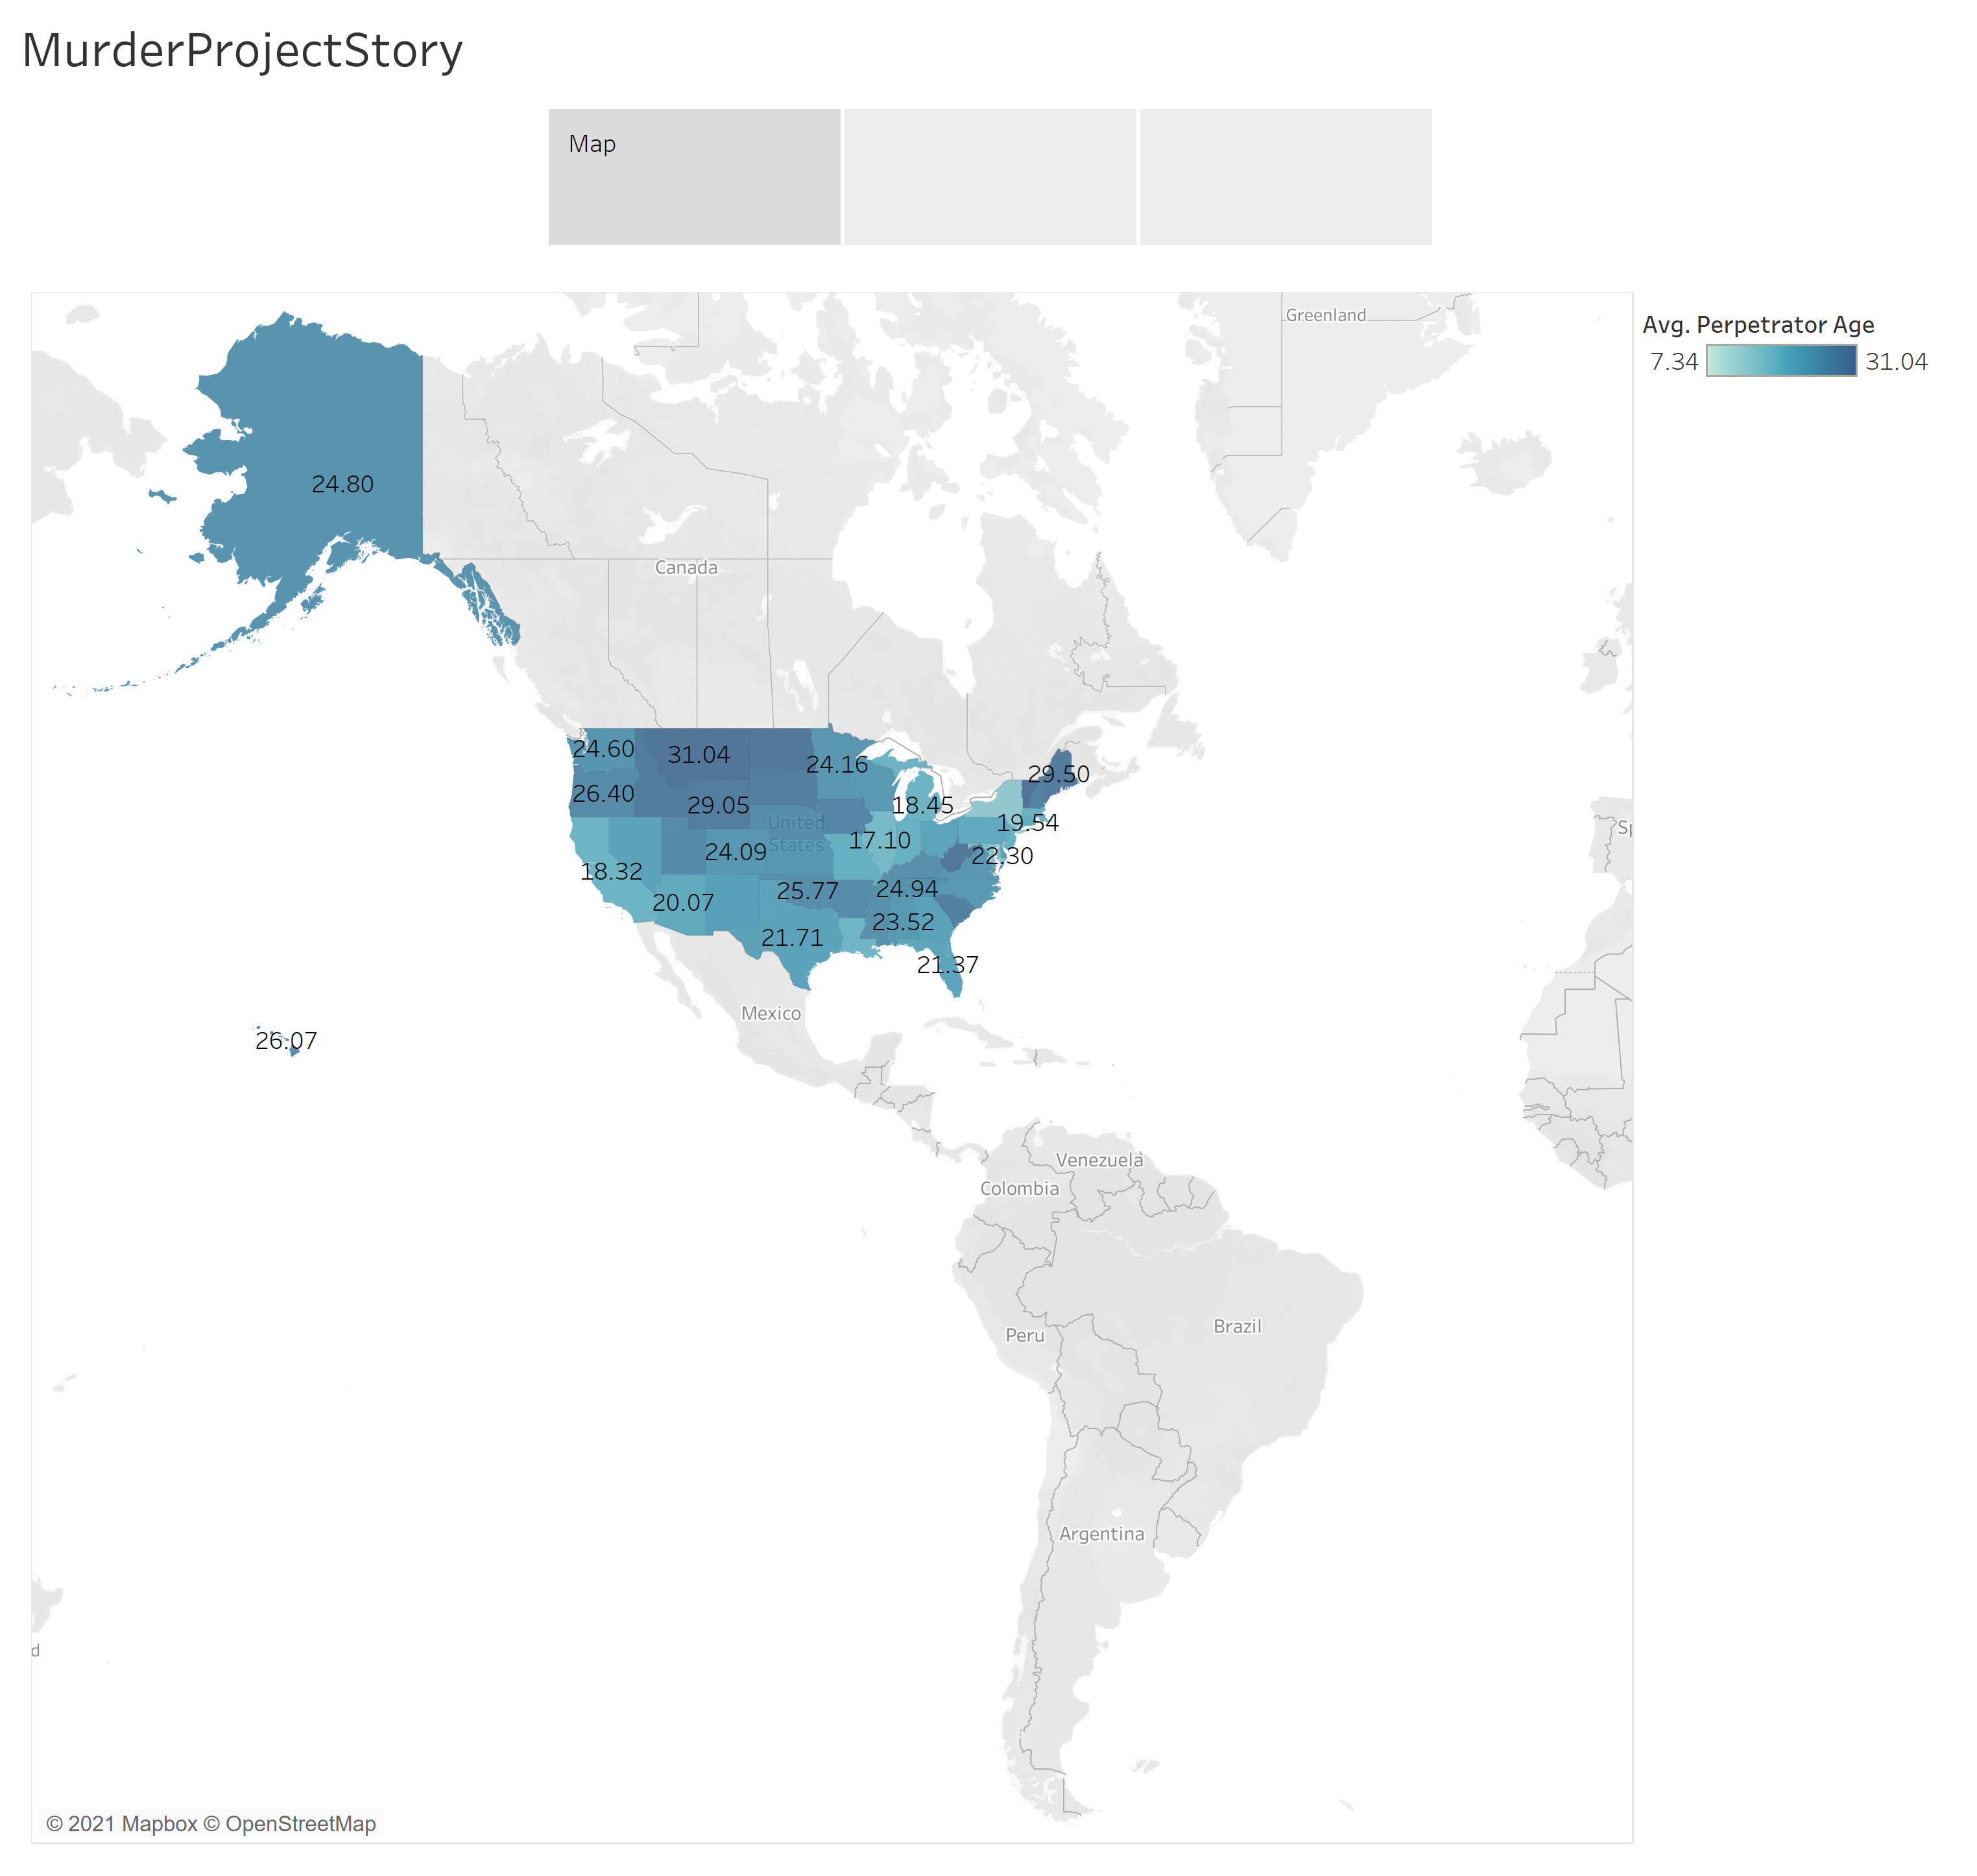 MurderProjectStory
Map
Avg. Perpetrator Age
7.34 31.04
Greenland
24.80
Canada
24.60 31.04 24.16 29.50
26.40 29.05 18.45
United
States
19.54
17.10
24.09 22.30
18.32
20.07 25.77 24.94
23.52
21.71
21.37
Mexico
26.07
Venezuela
Colombia
Brazil
Peru
Argentina
Sp
d
© 2021 Mapbox © OpenStreetMap